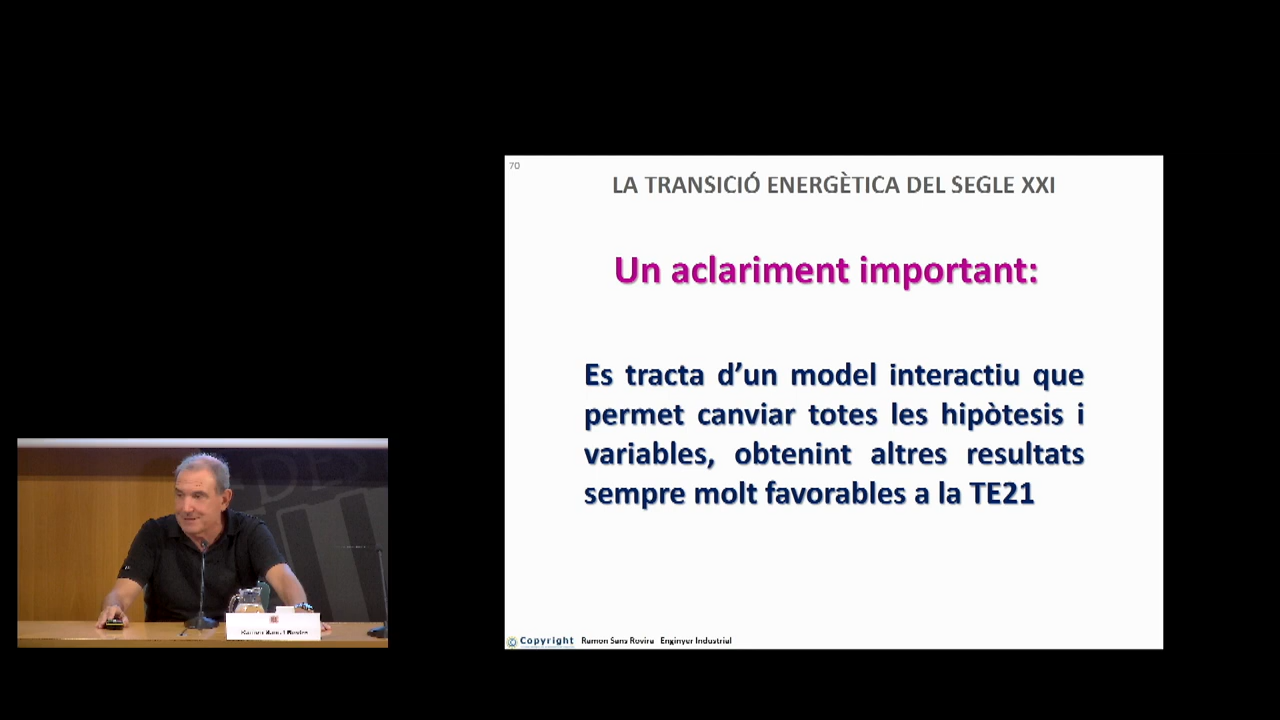 70
LA TRANSICIÓ ENERGÈTICA DEL SEGLE XXI
Un aclariment important:
Es tracta d’un model interactiu que
permet canviar totes les hipòtesis i
variables, obtenint altres resultats
sempre molt favorables a la TE21
© Copyright Ramon Sans Rovira Enginyer Industrial
Ramon